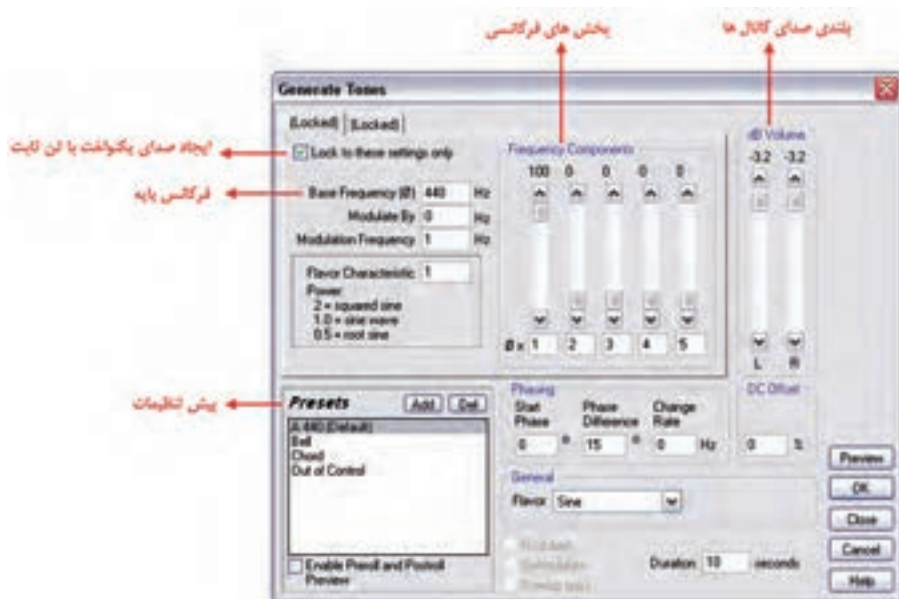 بلندی صدای کانال ها
بخش های فرکانسی
Generate Tones
(Locked) (Locked)
ایجاد صدای یکنواخت یا تن ثابت
Lock to these settings only
فرکانس پایه
Base Frequency (Ø) 440 Hz
Modulate By 0 Hz
Modulation Frequency 1 Hz
Flavor Characteristic 1
Power
2 = squared sine
1.0 = sine wave
0.5 = root sine
Frequency Components
100 0 0 0 0
Ø x 1 2 3 4 5
dB Volume
-3.2 -3.2
L R
پیش تنظیمات
Presets Add Del
A 440 (Default)
Bell
Chord
Out of Control
Enable Preroll and Postroll
Preview
Phasing
Start Phase Difference Change
Phase Rate
0 ° 15 ° 0 Hz
DC Offset
0 %
General
Flavor Sine
Duration 10 seconds
Preview
OK
Close
Cancel
Help